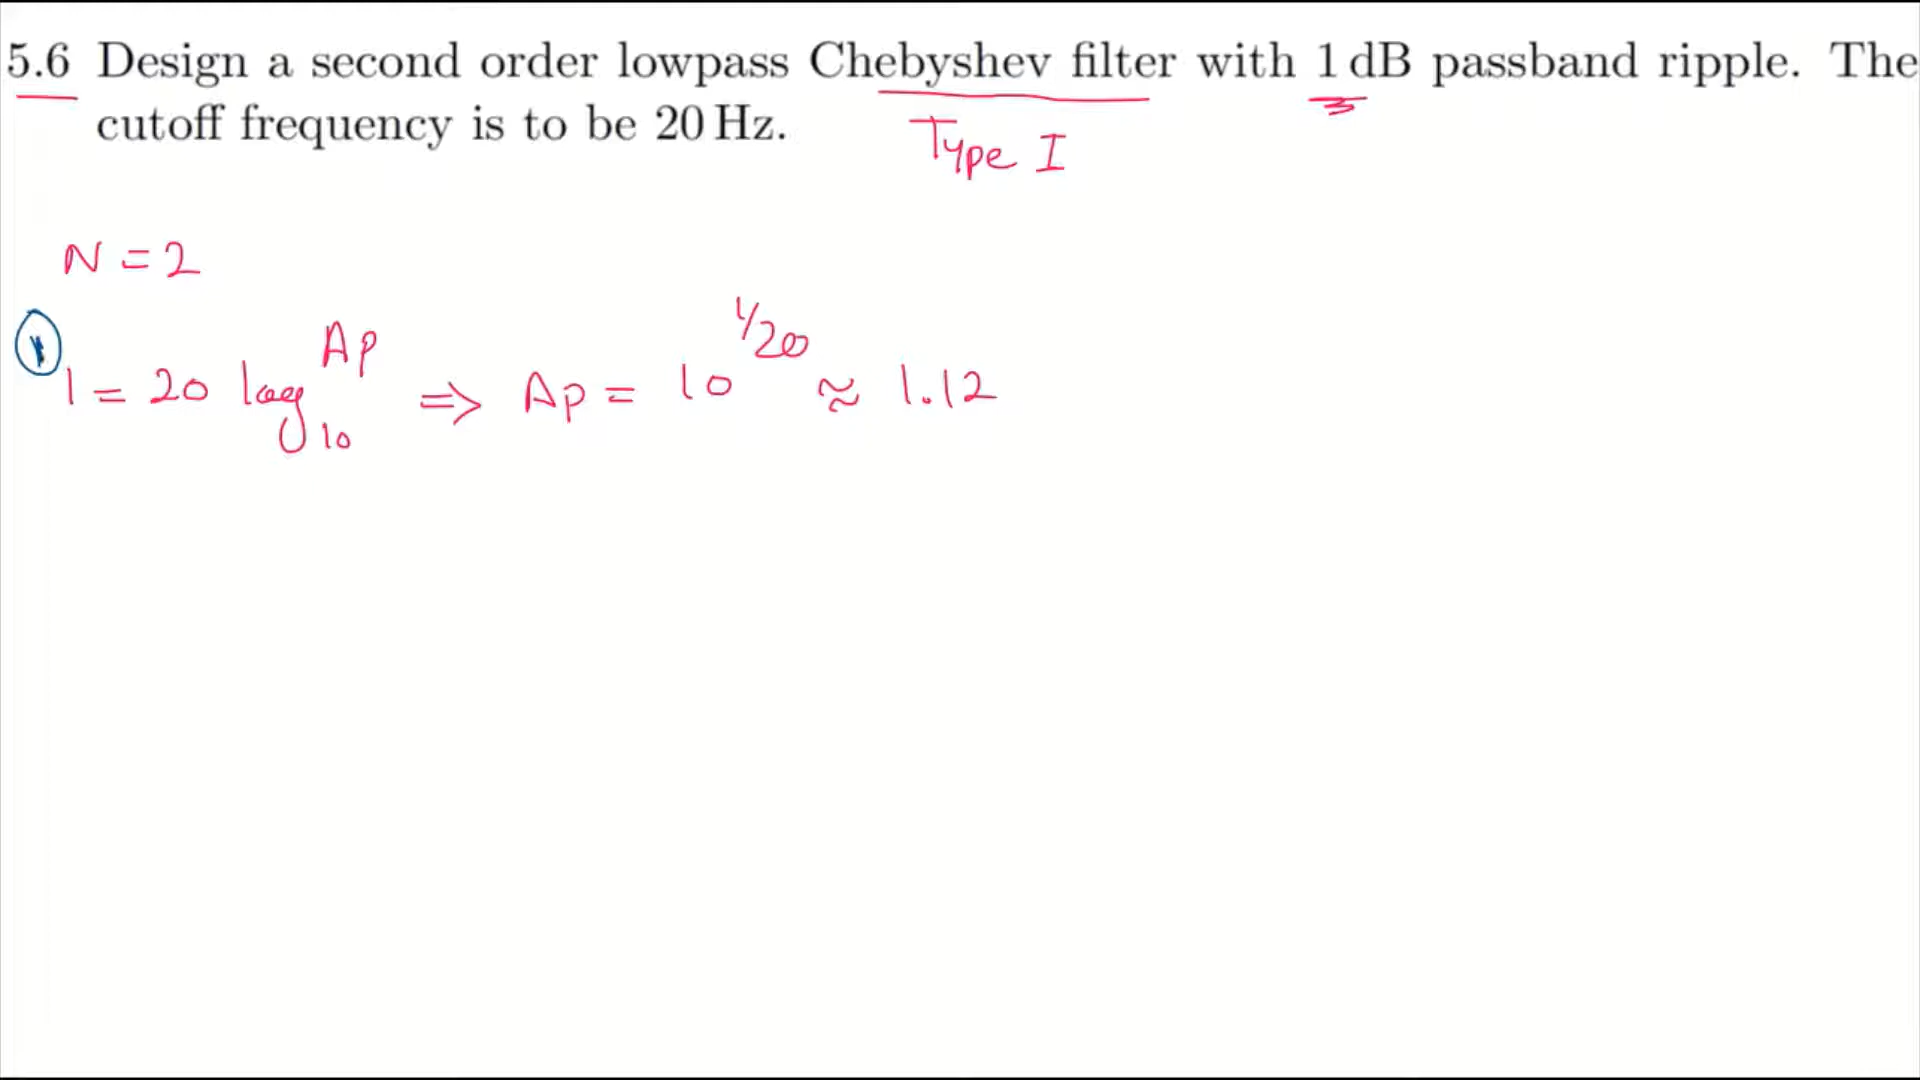 5.6 Design a second order lowpass Chebyshev filter with 1 dB passband ripple. The
cutoff frequency is to be 20 Hz.
Type I
N = 2
1
1 = 20 log₁₀ Ap ⇒ Ap = 10^1/20 ≈ 1.12